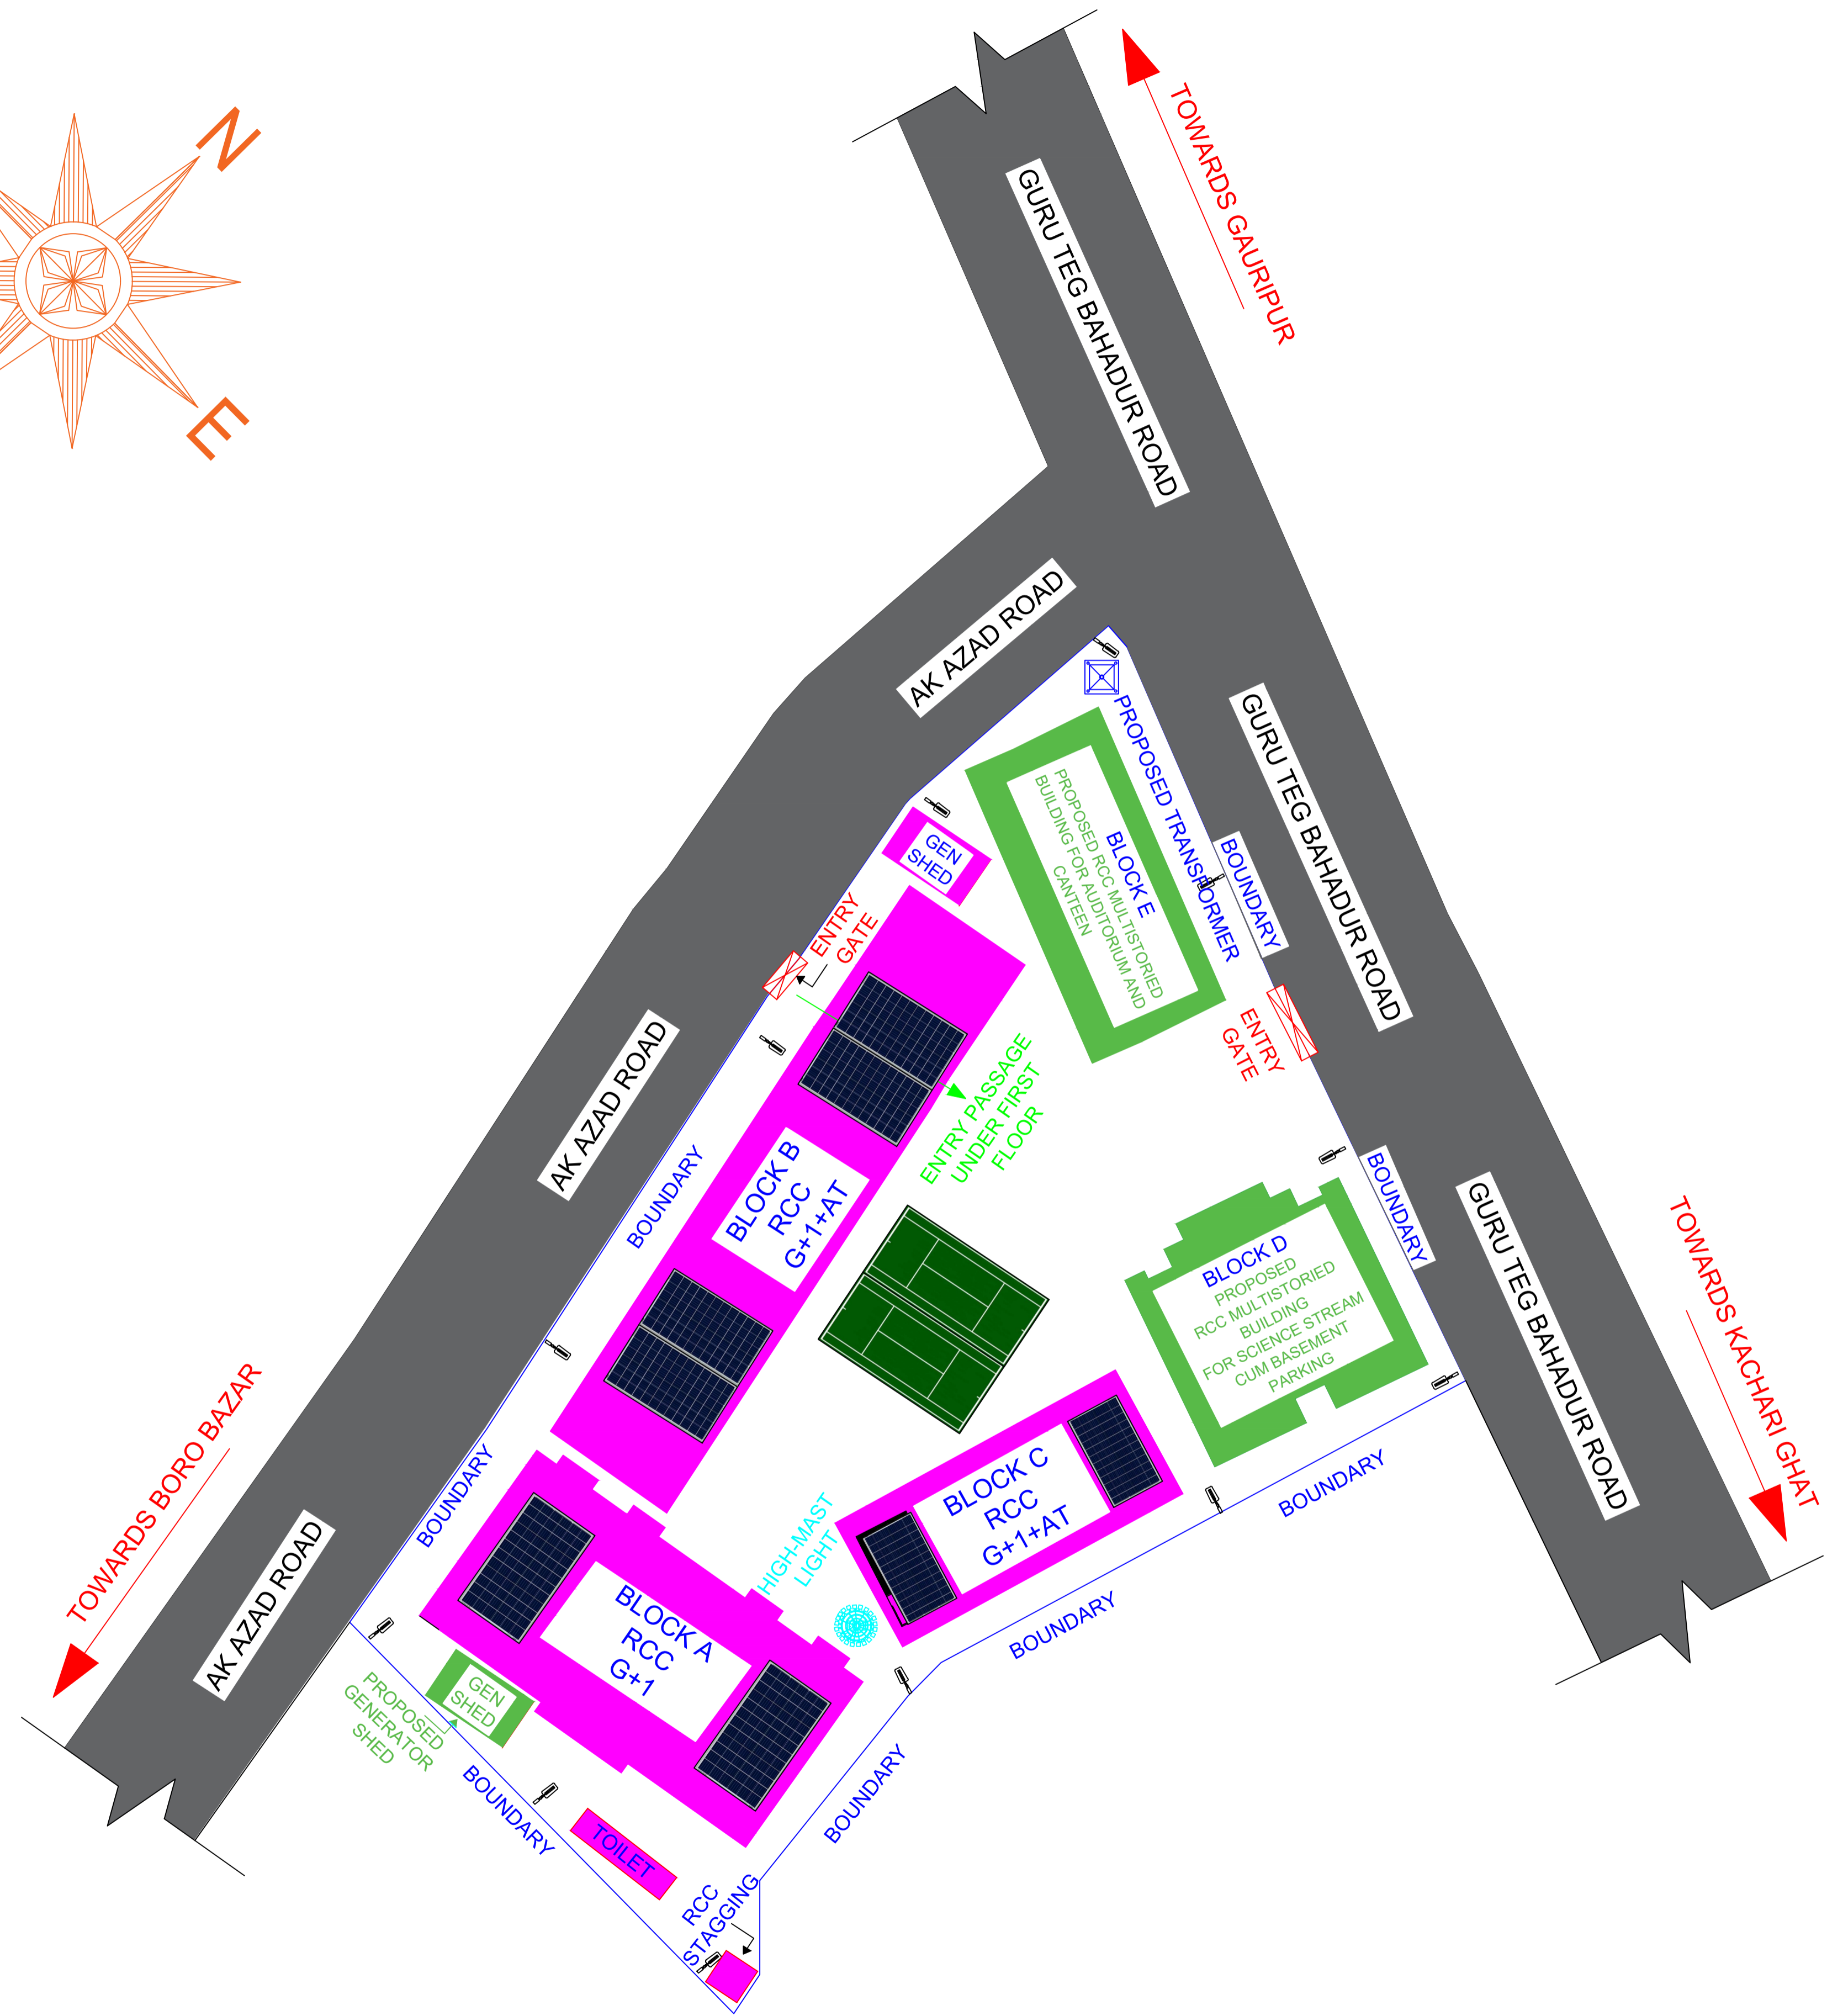 N
E
TOWARDS GAURIPUR
GURU TEG BAHADUR ROAD
AK AZAD ROAD
GURU TEG BAHADUR ROAD
PROPOSED TRANSFORMER
BOUNDARY
BLOCK E
PROPOSED RCC MULTISTORIED
BUILDING FOR AUDITORIUM AND
CANTEEN
GEN
SHED
ENTRY
GATE
ENTRY
GATE
AK AZAD ROAD
ENTRY PASSAGE
UNDER FIRST
FLOOR
BOUNDARY
BLOCK B
RCC
G+1+AT
BOUNDARY
GURU TEG BAHADUR ROAD
TOWARDS KACHARI GHAT
BLOCK D
PROPOSED
RCC MULTISTORIED
BUILDING
FOR SCIENCE STREAM
CUM BASEMENT
PARKING
TOWARDS BORO BAZAR
BOUNDARY
AK AZAD ROAD
HIGH-MAST
LIGHT
BLOCK C
RCC
G+1+AT
BOUNDARY
BOUNDARY
BLOCK A
RCC
G+1
GEN
SHED
PROPOSED
GENERATOR
SHED
BOUNDARY
BOUNDARY
TOILET
RCC
STAGGING